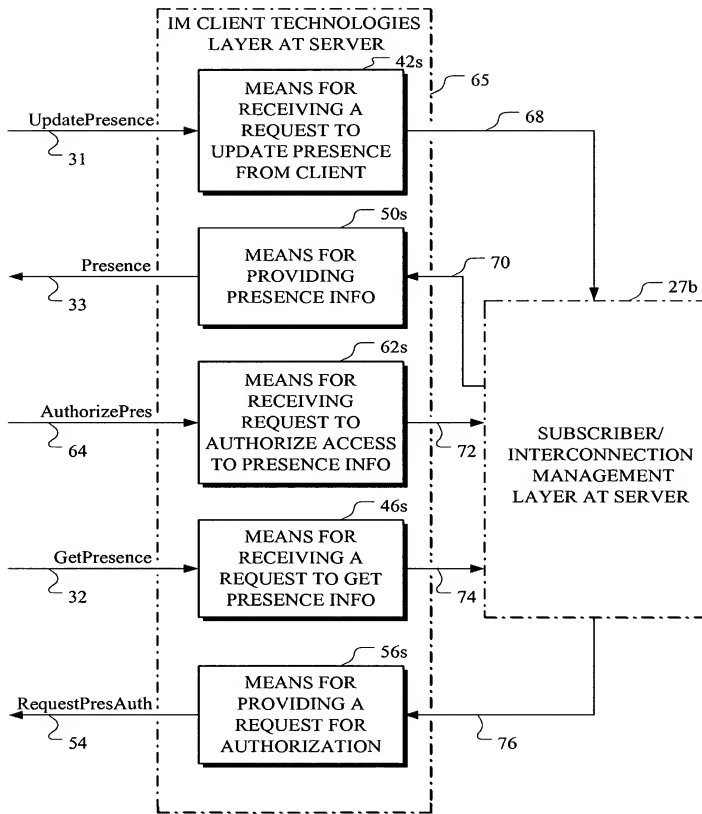 IM CLIENT TECHNOLOGIES
LAYER AT SERVER
42s
65
MEANS FOR
RECEIVING A
REQUEST TO
UPDATE PRESENCE
FROM CLIENT
UpdatePresence
31
68
50s
MEANS FOR
PROVIDING
PRESENCE INFO
Presence
33
70
27b
62s
MEANS FOR
RECEIVING
REQUEST TO
AUTHORIZE ACCESS
TO PRESENCE INFO
AuthorizePres
64
72
SUBSCRIBER/
INTERCONNECTION
MANAGEMENT
LAYER AT SERVER
46s
MEANS FOR
RECEIVING A
REQUEST TO GET
PRESENCE INFO
GetPresence
32
74
56s
MEANS FOR
PROVIDING A
REQUEST FOR
AUTHORIZATION
RequestPresAuth
54
76